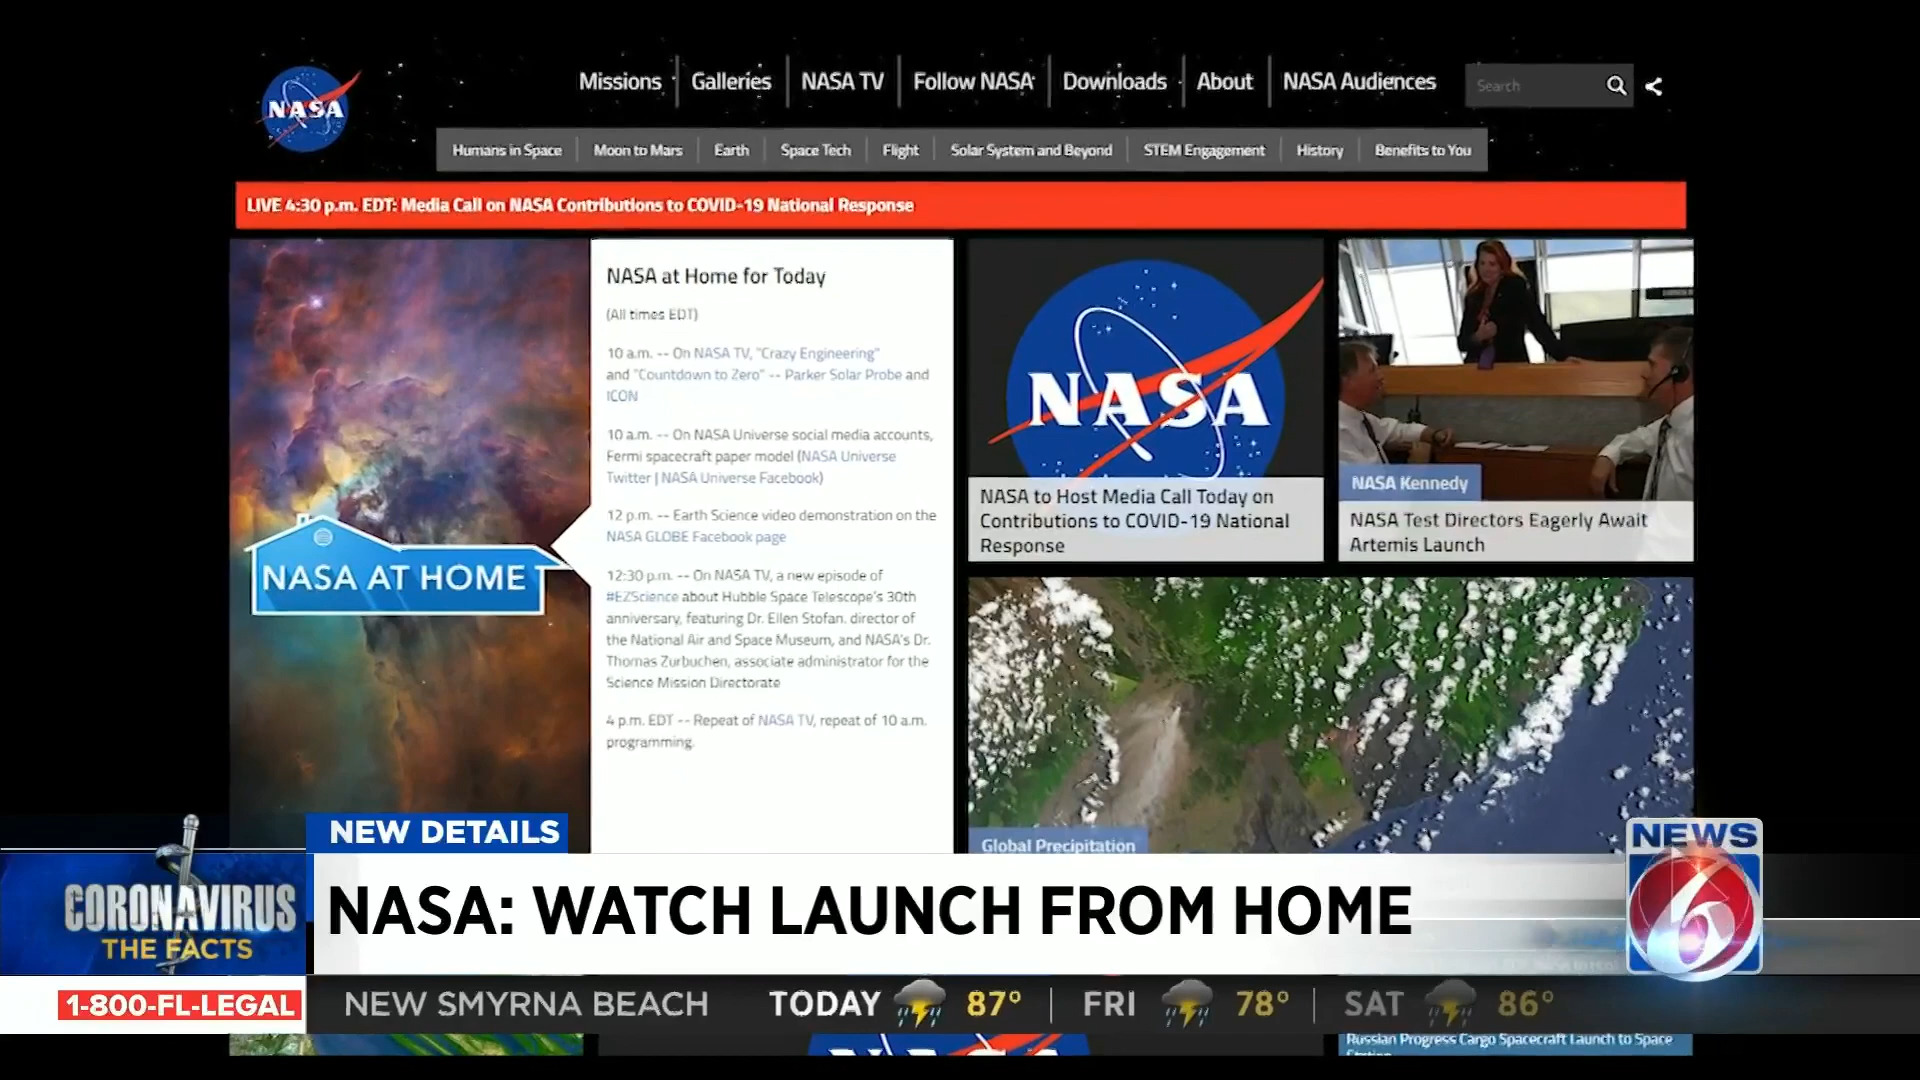 NASA
Missions
Galleries
NASA TV
Follow NASA
Downloads
About
NASA Audiences
Search
Humans in Space
Moon to Mars
Earth
Space Tech
Flight
Solar System and Beyond
STEM Engagement
History
Benefits to You
LIVE 4:30 p.m. EDT: Media Call on NASA Contributions to COVID-19 National Response
NASA AT HOME
NASA at Home for Today
(All times EDT)
10 a.m. -- On NASA TV, "Crazy Engineering"
and "Countdown to Zero" -- Parker Solar Probe and
ICON
10 a.m. -- On NASA Universe social media accounts,
Fermi spacecraft paper model (NASA Universe
Twitter | NASA Universe Facebook)
12 p.m. -- Earth Science video demonstration on the
NASA GLOBE Facebook page
12:30 p.m. -- On NASA TV, a new episode of
#EZScience about Hubble Space Telescope's 30th
anniversary, featuring Dr. Ellen Stofan. director of
the National Air and Space Museum, and NASA's Dr.
Thomas Zurbuchen, associate administrator for the
Science Mission Directorate
4 p.m. EDT -- Repeat of NASA TV, repeat of 10 a.m.
programming.
NASA
NASA to Host Media Call Today on
Contributions to COVID-19 National
Response
NASA Kennedy
NASA Test Directors Eagerly Await
Artemis Launch
Global Precipitation
NEW DETAILS
CORONAVIRUS
THE FACTS
NASA: WATCH LAUNCH FROM HOME
NEWS
6
1-800-FL-LEGAL
NEW SMYRNA BEACH
TODAY 87°
FRI 78°
SAT 86°
Russian Progress Cargo Spacecraft Launch to Space